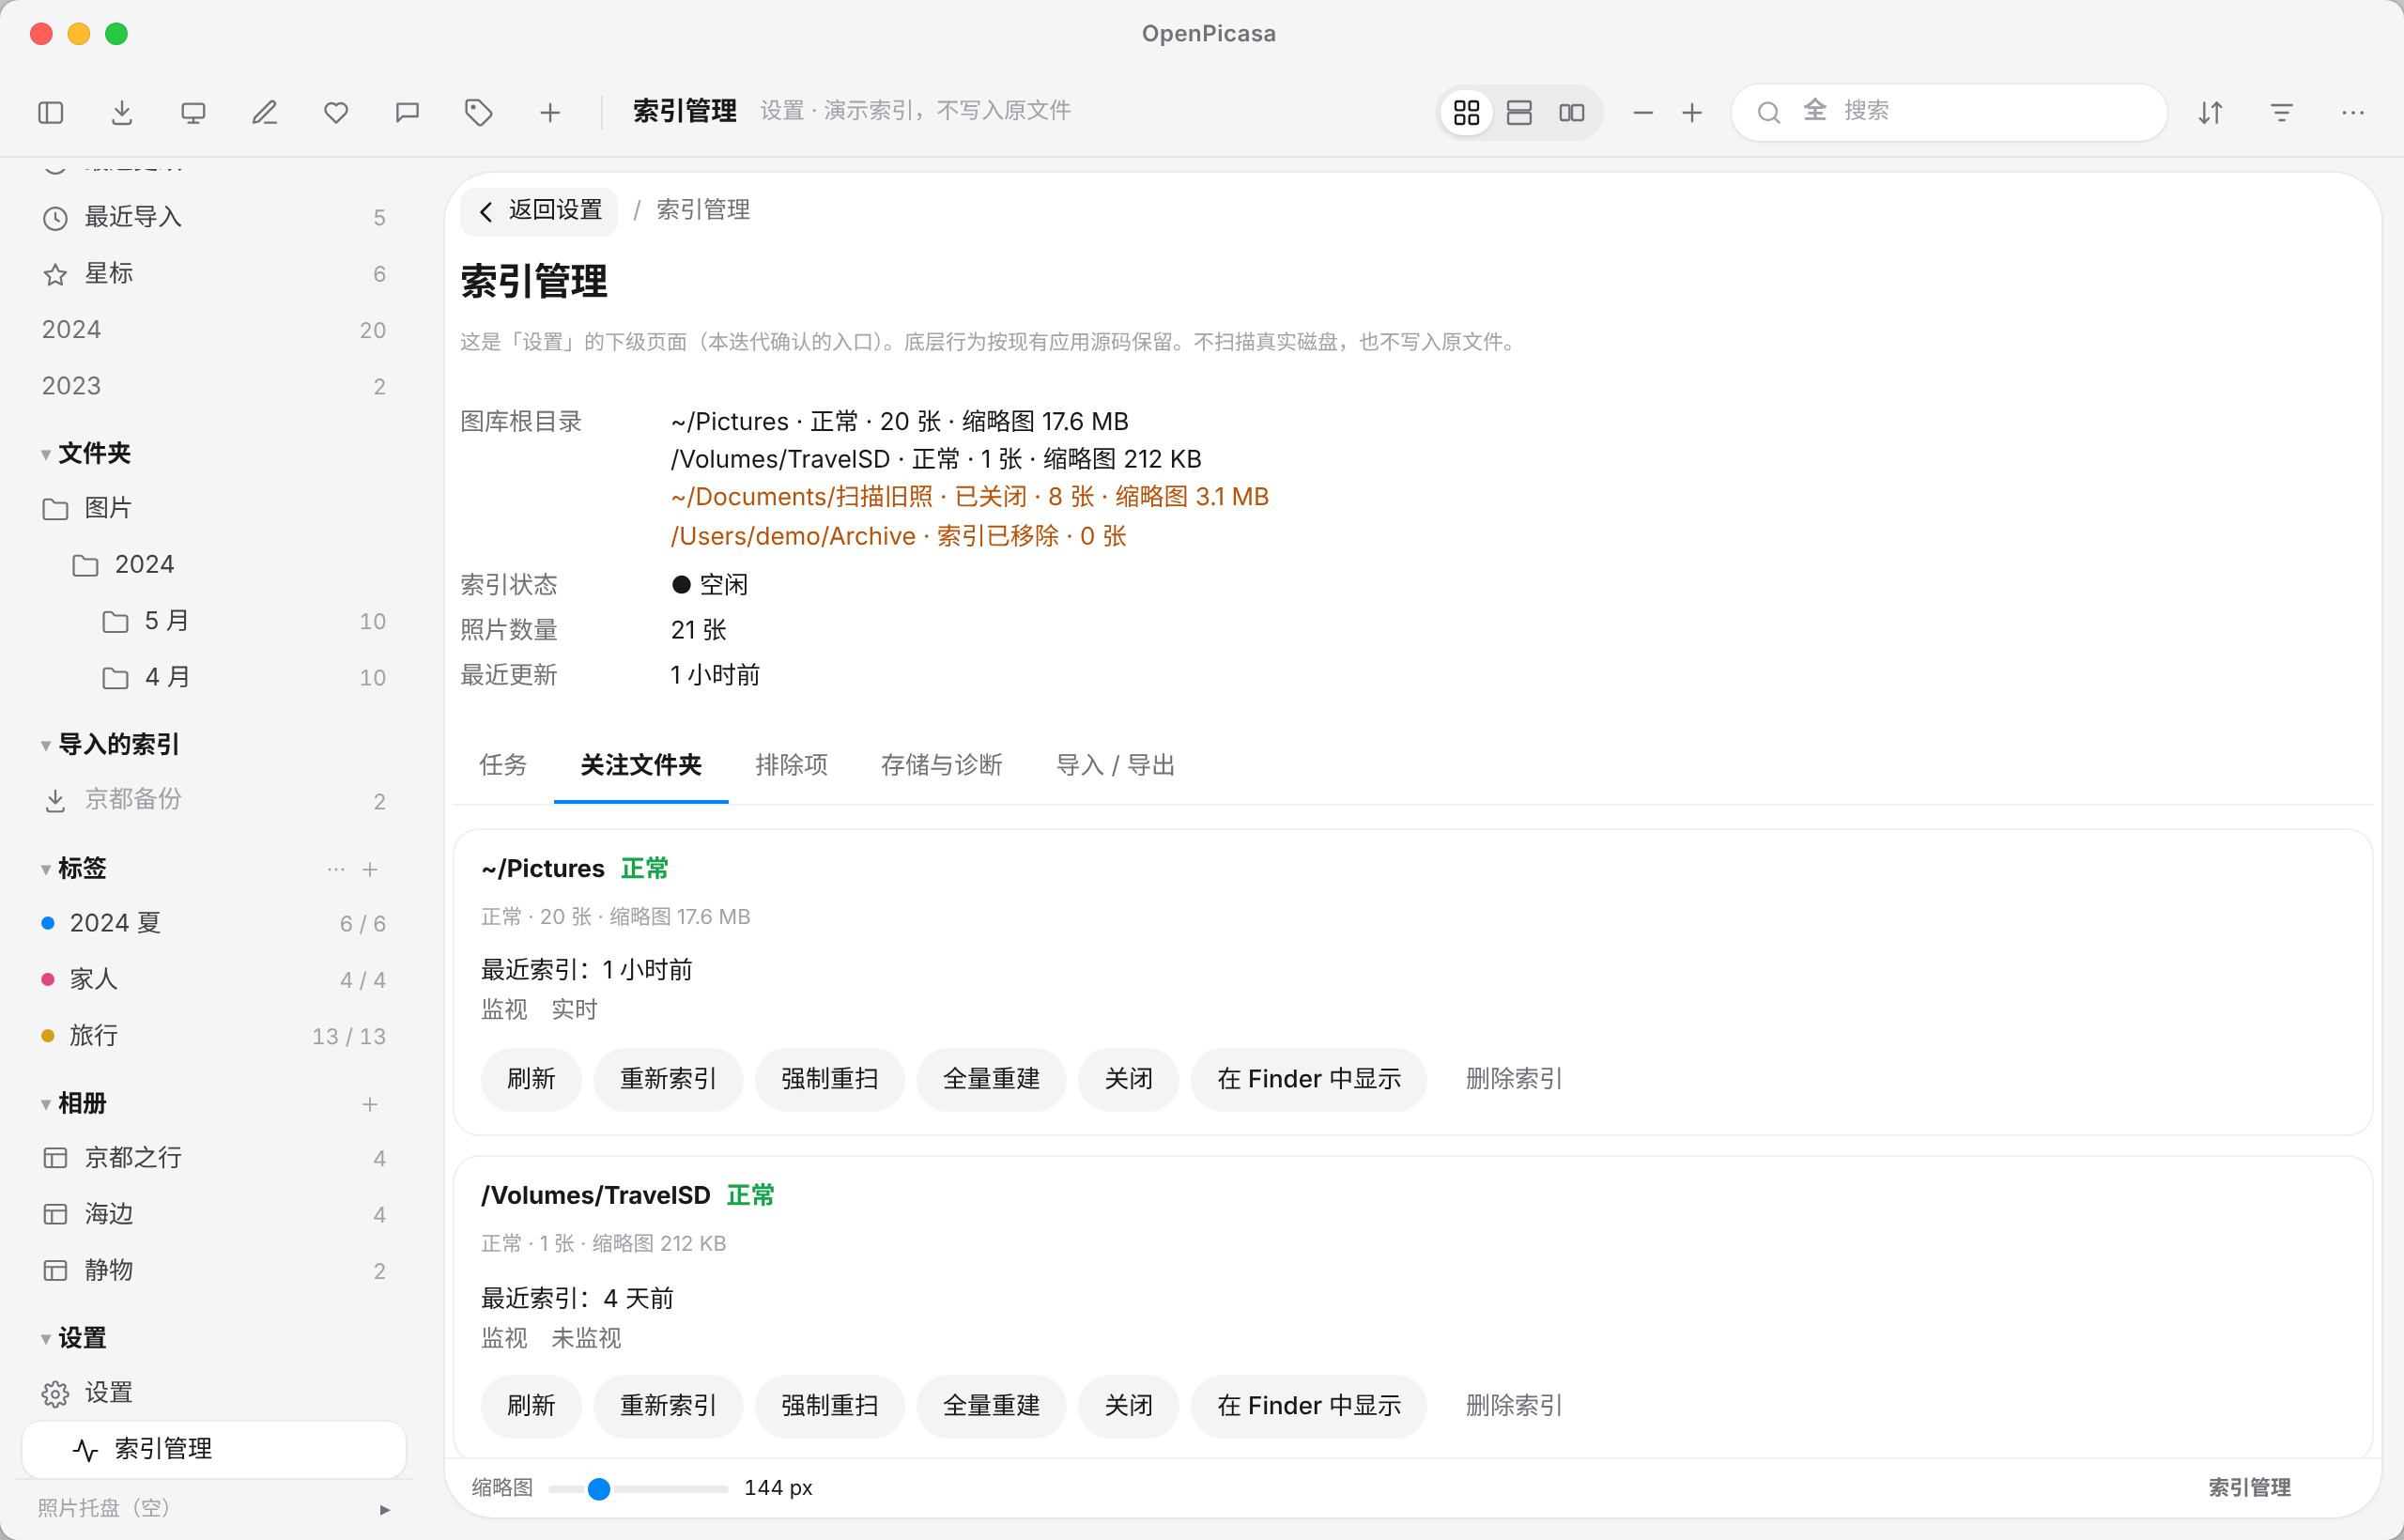 OpenPicasa
索引管理 设置 · 演示索引，不写入原文件
全 搜索
最近导入 5
星标 6
2024 20
2023 2
文件夹
图片
2024
5 月 10
4 月 10
导入的索引
京都备份 2
标签
2024 夏 6 / 6
家人 4 / 4
旅行 13 / 13
相册
京都之行 4
海边 4
静物 2
设置
设置
索引管理
照片托盘（空）
返回设置 / 索引管理
索引管理
这是「设置」的下级页面（本迭代确认的入口）。底层行为按现有应用源码保留。不扫描真实磁盘，也不写入原文件。
图库根目录 ~/Pictures · 正常 · 20 张 · 缩略图 17.6 MB
/Volumes/TravelSD · 正常 · 1 张 · 缩略图 212 KB
~/Documents/扫描旧照 · 已关闭 · 8 张 · 缩略图 3.1 MB
/Users/demo/Archive · 索引已移除 · 0 张
索引状态 ● 空闲
照片数量 21 张
最近更新 1 小时前
任务 关注文件夹 排除项 存储与诊断 导入 / 导出
~/Pictures 正常
正常 · 20 张 · 缩略图 17.6 MB
最近索引：1 小时前
监视 实时
刷新 重新索引 强制重扫 全量重建 关闭 在 Finder 中显示 删除索引
/Volumes/TravelSD 正常
正常 · 1 张 · 缩略图 212 KB
最近索引：4 天前
监视 未监视
刷新 重新索引 强制重扫 全量重建 关闭 在 Finder 中显示 删除索引
缩略图 144 px 索引管理